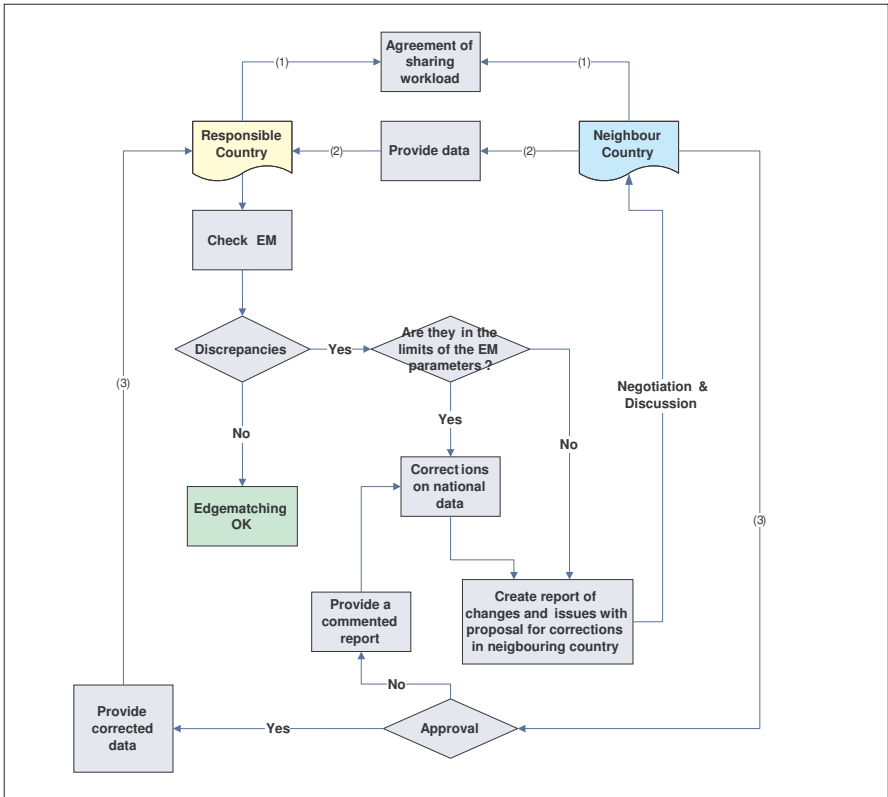 Agreement of
sharing
workload
(1)
(1)
Responsible
Country
(2)
Provide data
(2)
Neighbour
Country
Check EM
Discrepancies
Yes
Are they in the
limits of the EM
parameters ?
(3)
Negotiation &
Discussion
No
Yes
No
Corrections
on national
data
Edgematching
OK
(3)
Provide a
commented
report
Create report of
changes and issues with
proposal for corrections
in neigbouring country
No
Provide
corrected
data
Yes
Approval